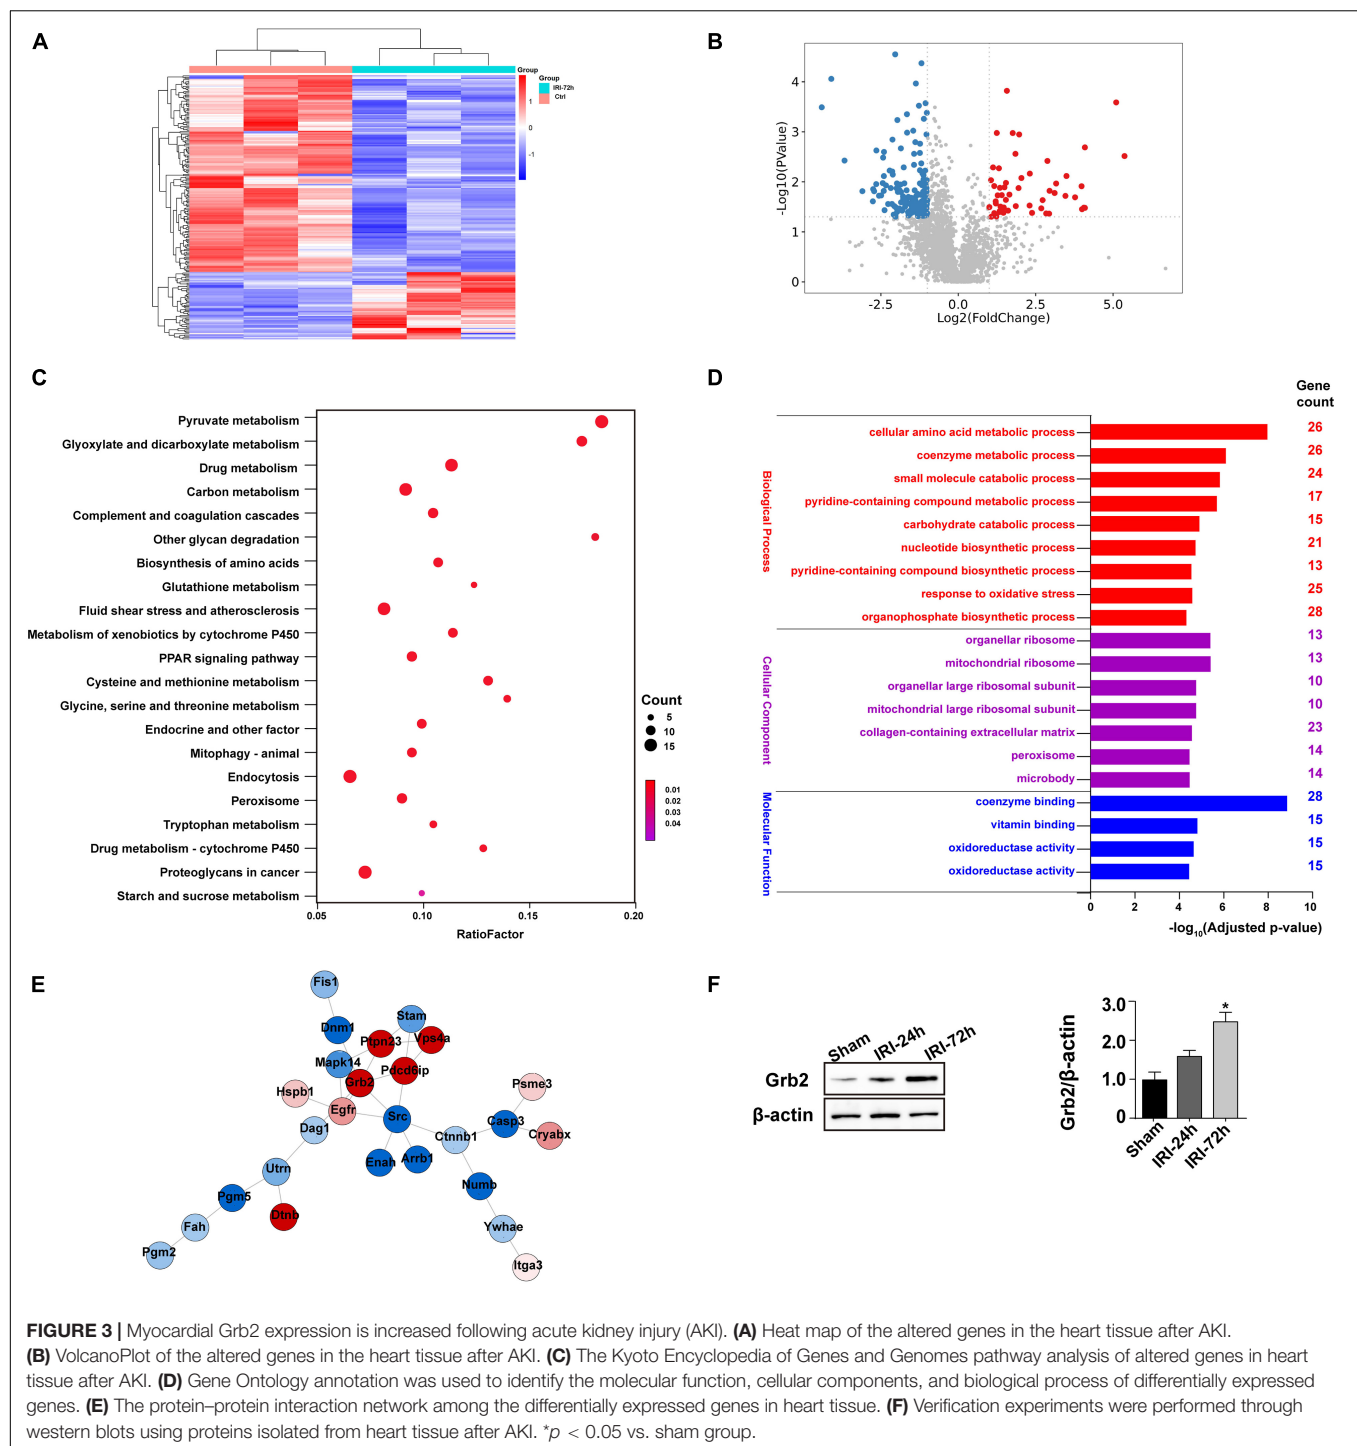 A
Group
Group
IRI-72h
Ctrl
1
0
-1
B
-Log10(PValue)
4
3
2
1
0
-2.5
0.0
2.5
5.0
Log2(FoldChange)
C
Pyruvate metabolism
Glyoxylate and dicarboxylate metabolism
Drug metabolism
Carbon metabolism
Complement and coagulation cascades
Other glycan degradation
Biosynthesis of amino acids
Glutathione metabolism
Fluid shear stress and atherosclerosis
Metabolism of xenobiotics by cytochrome P450
PPAR signaling pathway
Cysteine and methionine metabolism
Glycine, serine and threonine metabolism
Endocrine and other factor
Mitophagy - animal
Endocytosis
Peroxisome
Tryptophan metabolism
Drug metabolism - cytochrome P450
Proteoglycans in cancer
Starch and sucrose metabolism
0.05
0.10
0.15
0.20
RatioFactor
Count
5
10
15
0.01
0.02
0.03
0.04
D
Gene
count
Biological Process
cellular amino acid metabolic process 26
coenzyme metabolic process 26
small molecule catabolic process 24
pyridine-containing compound metabolic process 17
carbohydrate catabolic process 15
nucleotide biosynthetic process 21
pyridine-containing compound biosynthetic process 13
response to oxidative stress 25
organophosphate biosynthetic process 28
Cellular Component
organellar ribosome 13
mitochondrial ribosome 13
organellar large ribosomal subunit 10
mitochondrial large ribosomal subunit 10
collagen-containing extracellular matrix 23
peroxisome 14
microbody 14
Molecular Function
coenzyme binding 28
vitamin binding 15
oxidoreductase activity 15
oxidoreductase activity 15
0 2 4 6 8 10
-log10(Adjusted p-value)
E
Fis1
Dnm1
Stam
Ptpn23
Vps4a
Mapk14
Grb2
Pdcd6ip
Hspb1
Egfr
Src
Psme3
Dag1
Ctnnb1
Casp3
Cryabx
Utrn
Enah
Arrb1
Pgm5
Numb
Dtnb
Fah
Ywhae
Pgm2
Itga3
F
Sham
IRI-24h
IRI-72h
Grb2
β-actin
Grb2/β-actin
3.0
2.0
1.0
0
*
Sham
IRI-24h
IRI-72h
FIGURE 3 | Myocardial Grb2 expression is increased following acute kidney injury (AKI). (A) Heat map of the altered genes in the heart tissue after AKI.
(B) VolcanoPlot of the altered genes in the heart tissue after AKI. (C) The Kyoto Encyclopedia of Genes and Genomes pathway analysis of altered genes in heart
tissue after AKI. (D) Gene Ontology annotation was used to identify the molecular function, cellular components, and biological process of differentially expressed
genes. (E) The protein–protein interaction network among the differentially expressed genes in heart tissue. (F) Verification experiments were performed through
western blots using proteins isolated from heart tissue after AKI. *p < 0.05 vs. sham group.